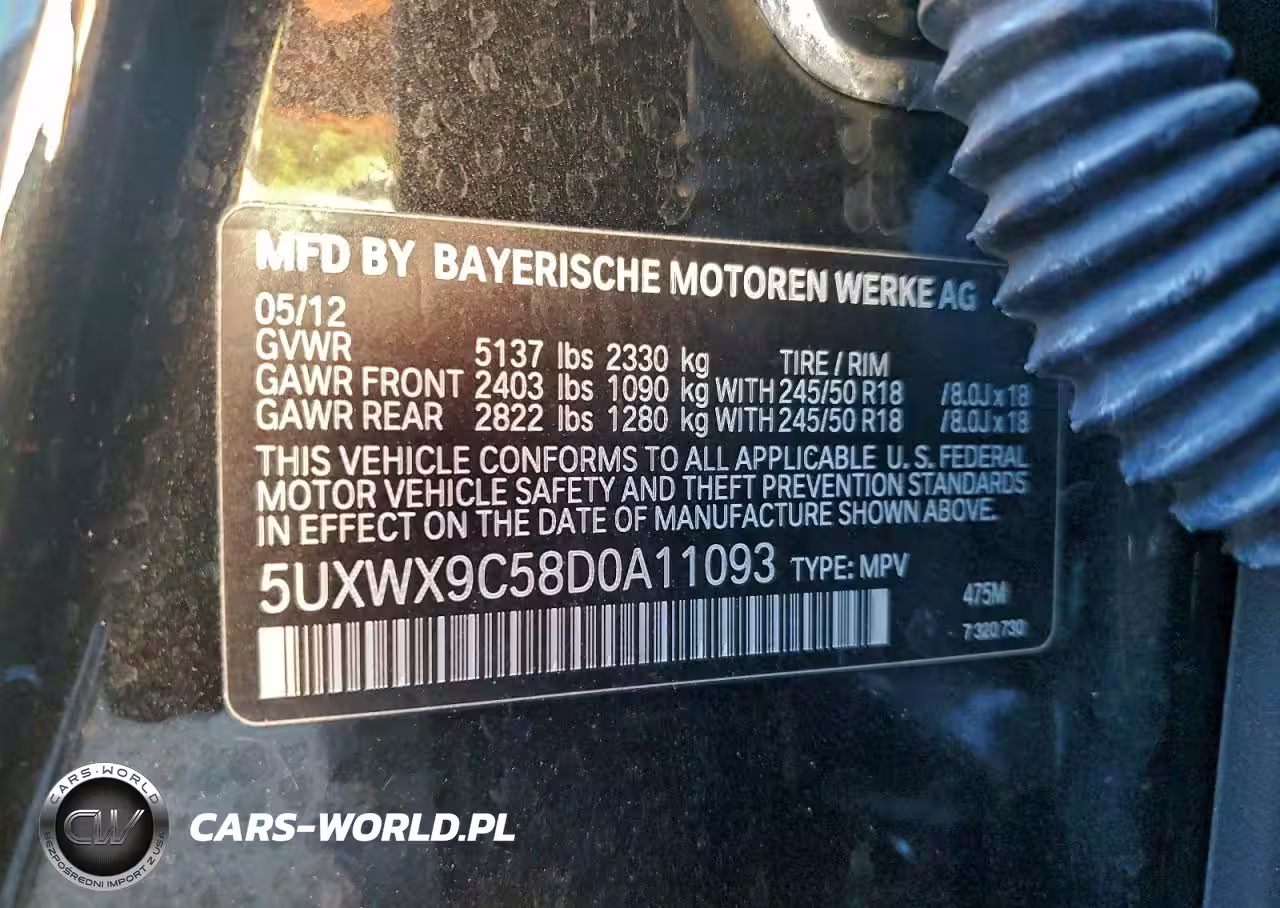 MFD BY BAYERISCHE MOTOREN WERKE AG
05/12
GVWR 5137 lbs 2330 kg TIRE / RIM
GAWR FRONT 2403 lbs 1090 kg WITH 245/50 R18 /8.0J x 18
GAWR REAR 2822 lbs 1280 kg WITH 245/50 R18 /8.0J x 18
THIS VEHICLE CONFORMS TO ALL APPLICABLE U.S. FEDERAL
MOTOR VEHICLE SAFETY AND THEFT PREVENTION STANDARDS
IN EFFECT ON THE DATE OF MANUFACTURE SHOWN ABOVE.
5UXWX9C58D0A11093 TYPE: MPV
475M
7 320 730
CARS-WORLD
CW
BEZPOŚREDNI IMPORT Z USA
CARS-WORLD.PL